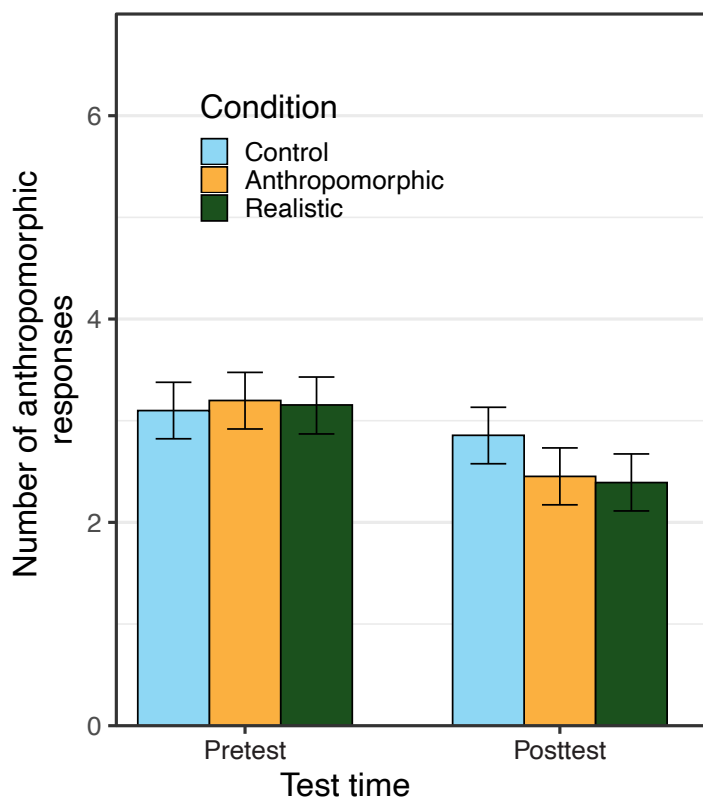 Condition
Control
Anthropomorphic
Realistic
Number of anthropomorphic
responses
6
4
2
0
Pretest
Posttest
Test time